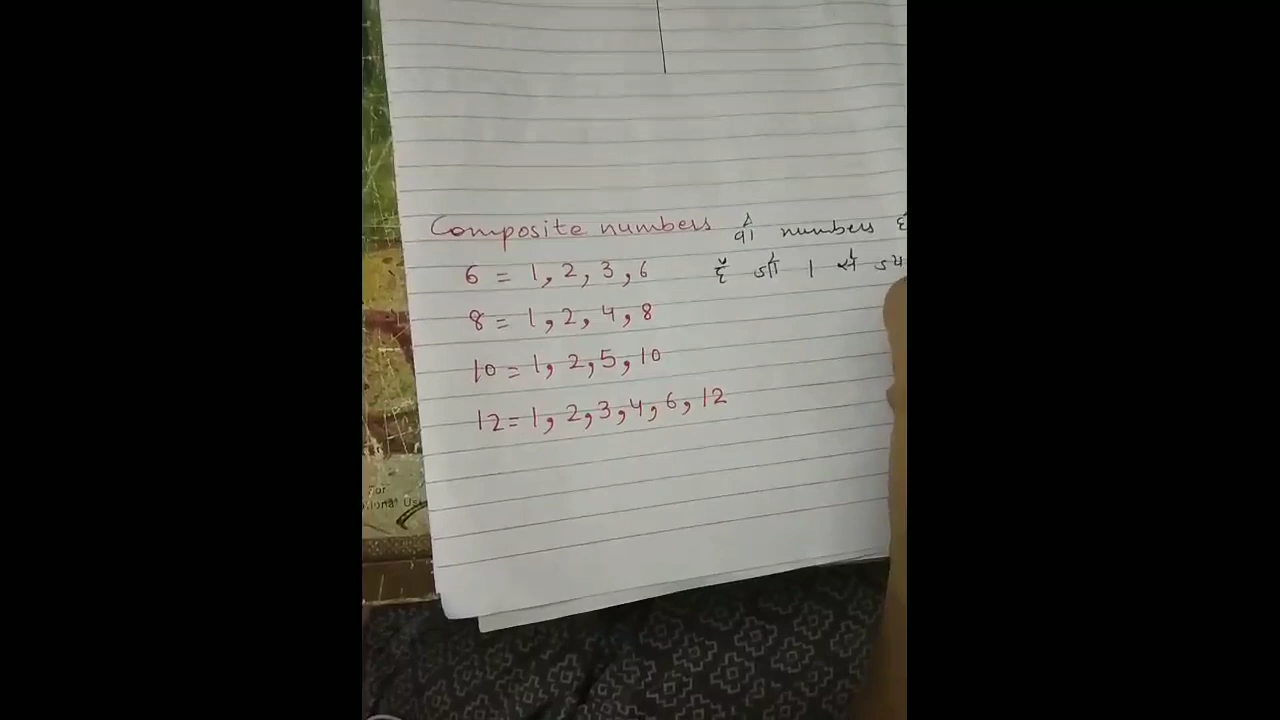 Composite numbers वो numbers
6 = 1, 2, 3, 6 है जो 1 से
8 = 1, 2, 4, 8
10 = 1, 2, 5, 10
12 = 1, 2, 3, 4, 6, 12
For